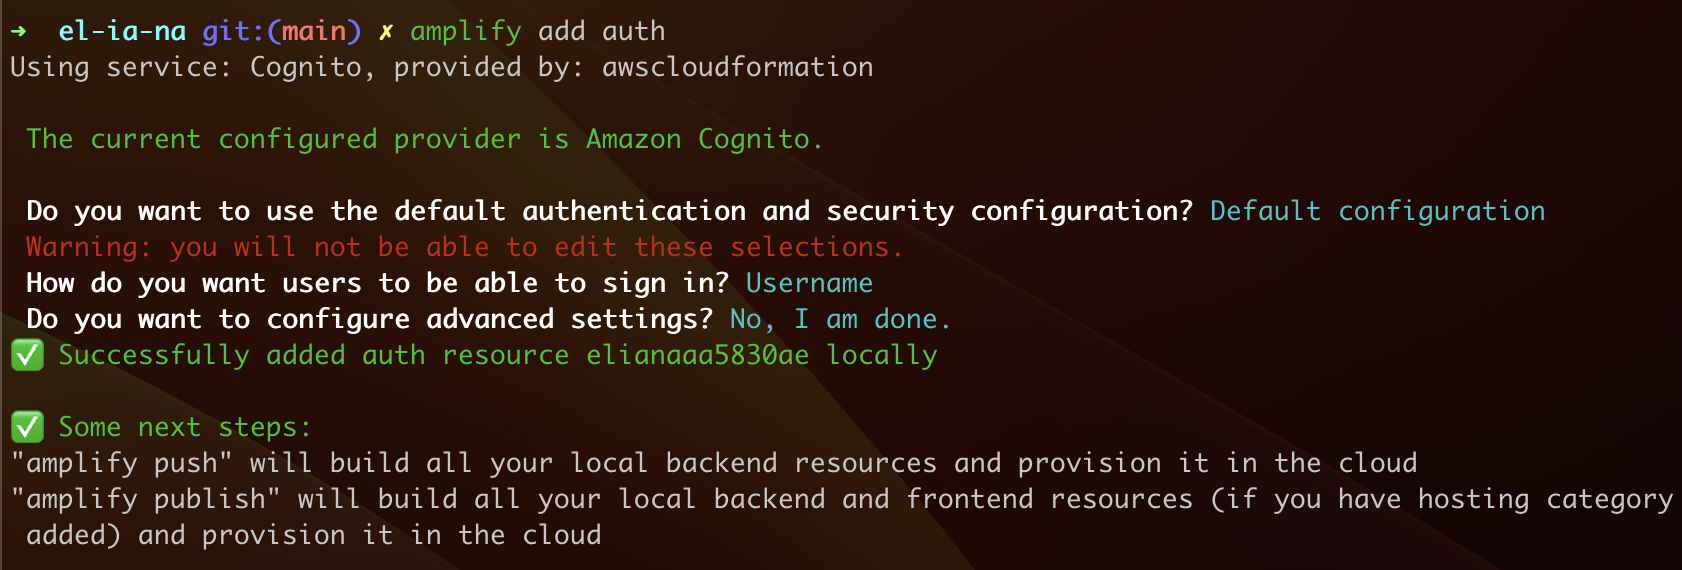 ➜ el-ia-na git:(main) ✗ amplify add auth
Using service: Cognito, provided by: awscloudformation
The current configured provider is Amazon Cognito.
Do you want to use the default authentication and security configuration? Default configuration
Warning: you will not be able to edit these selections.
How do you want users to be able to sign in? Username
Do you want to configure advanced settings? No, I am done.
✅ Successfully added auth resource elianaaa5830ae locally
✅ Some next steps:
"amplify push" will build all your local backend resources and provision it in the cloud
"amplify publish" will build all your local backend and frontend resources (if you have hosting category
added) and provision it in the cloud